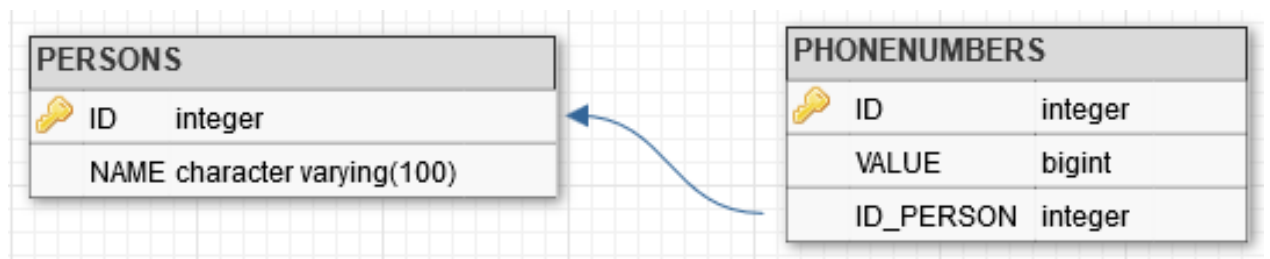 PERSONS
ID integer
NAME character varying(100)
PHONENUMBERS
ID integer
VALUE bigint
ID_PERSON integer